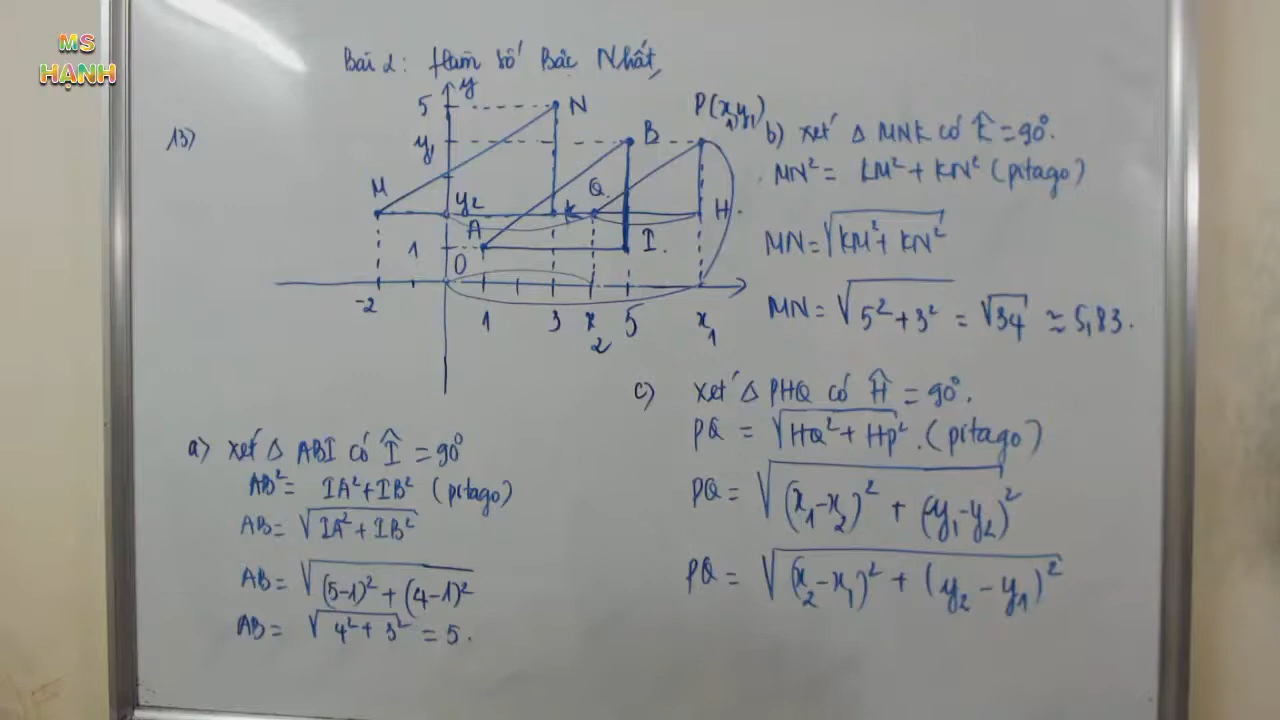 MS
HẠNH
Bài 2: Hàm số Bậc Nhất
13)
y
5
N
y₁
B
P(x₁,y₁)
M
y₂
K
Q
H
A
1
I
O
-2
1
3
x₂
5
x₁
a) xét Δ ABI có Î = 90°
AB² = IA² + IB² (pitago)
AB = √(IA² + IB²)
AB = √((5-1)² + (4-1)²)
AB = √(4² + 3²) = 5.
b) xét Δ MNK có K̂ = 90°.
MN² = KM² + KN² (pitago)
MN = √(KM² + KN²)
MN = √(5² + 3²) = √34 ≈ 5,83.
c) xét Δ PHQ có Ĥ = 90°.
PQ = √(HQ² + HP²). (pitago)
PQ = √((x₁-x₂)² + (y₁-y₂)²)
PQ = √((x₂-x₁)² + (y₂-y₁)²)